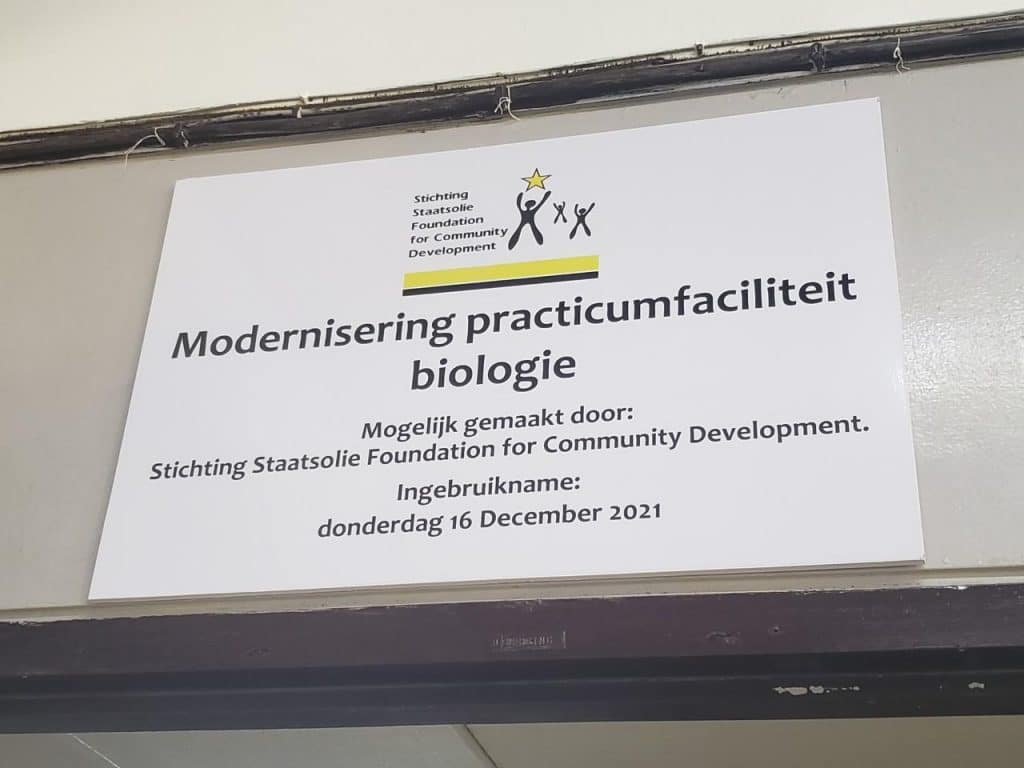 Stichting
Staatsolie
Foundation
for Community
Development
Modernisering practicumfaciliteit
biologie
Mogelijk gemaakt door:
Stichting Staatsolie Foundation for Community Development.
Ingebruikname:
donderdag 16 December 2021